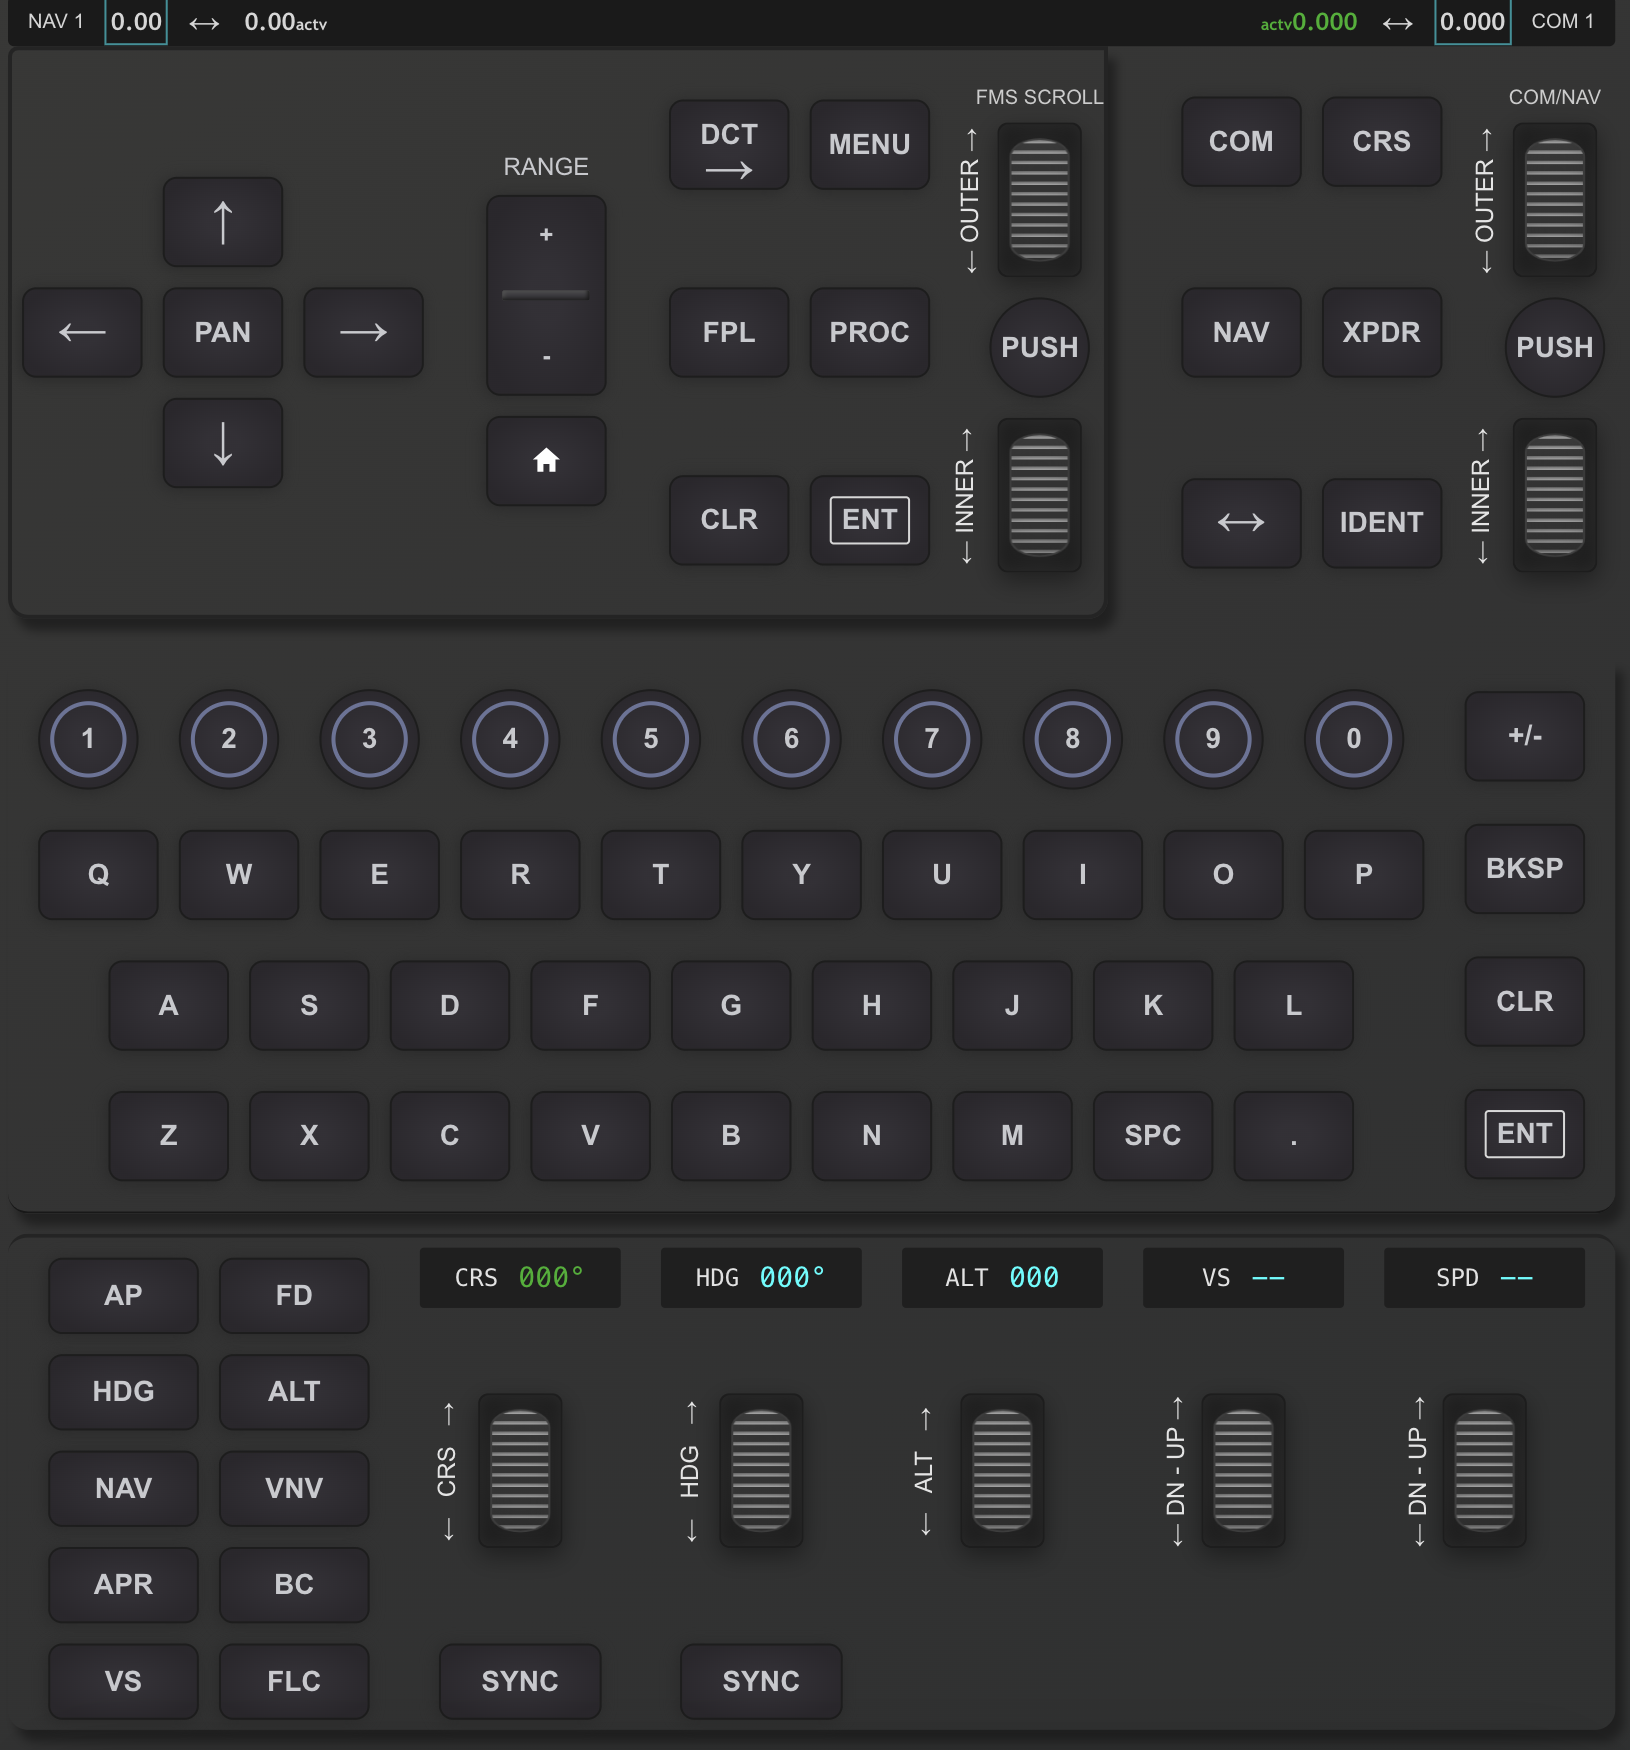 NAV 1 0.00 ↔ 0.00actv actv0.000 ↔ 0.000 COM 1
FMS SCROLL COM/NAV
DCT → MENU ← OUTER → COM CRS ← OUTER →
RANGE
↑ +
← PAN → - FPL PROC PUSH NAV XPDR PUSH
↓
CLR ENT ← INNER → ↔ IDENT ← INNER →
1 2 3 4 5 6 7 8 9 0 +/-
Q W E R T Y U I O P BKSP
A S D F G H J K L CLR
Z X C V B N M SPC . ENT
AP FD CRS 000° HDG 000° ALT 000 VS –– SPD ––
HDG ALT
← CRS → ← HDG → ← ALT → ← DN - UP → ← DN - UP →
NAV VNV
APR BC
VS FLC SYNC SYNC